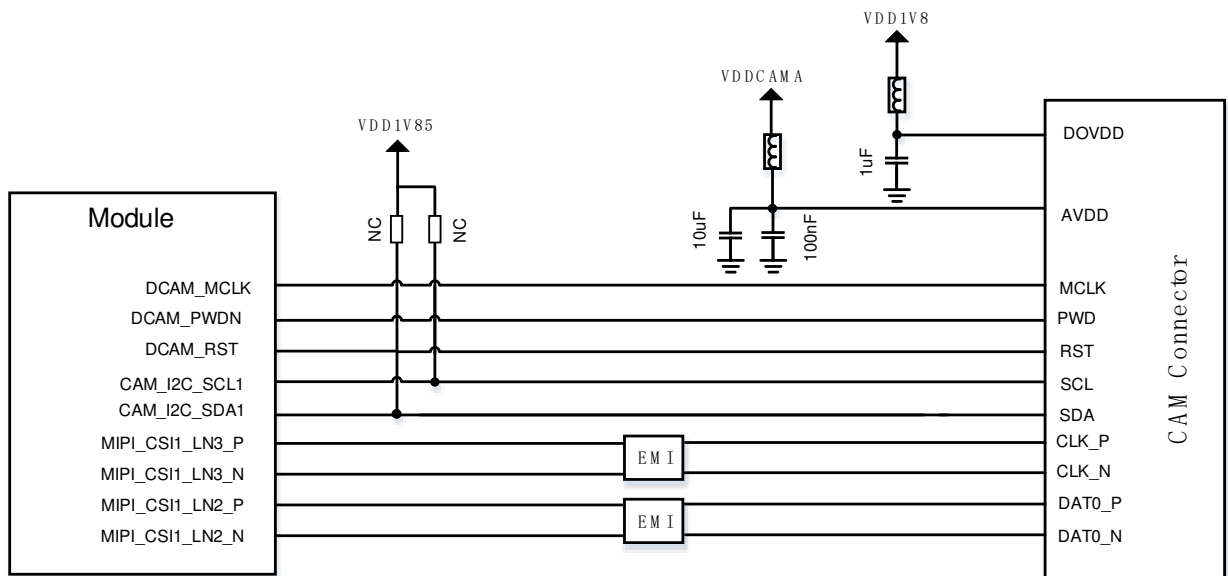 VDD1V8
VDDCAMA
VDD1V85
DOVDD
1uF
Module
NC
NC
10uF
100nF
AVDD
DCAM_MCLK
MCLK
DCAM_PWDN
PWD
DCAM_RST
RST
CAM_I2C_SCL1
SCL
CAM_I2C_SDA1
SDA
MIPI_CSI1_LN3_P
EMI
CLK_P
MIPI_CSI1_LN3_N
CLK_N
MIPI_CSI1_LN2_P
EMI
DAT0_P
MIPI_CSI1_LN2_N
DAT0_N
CAM Connector